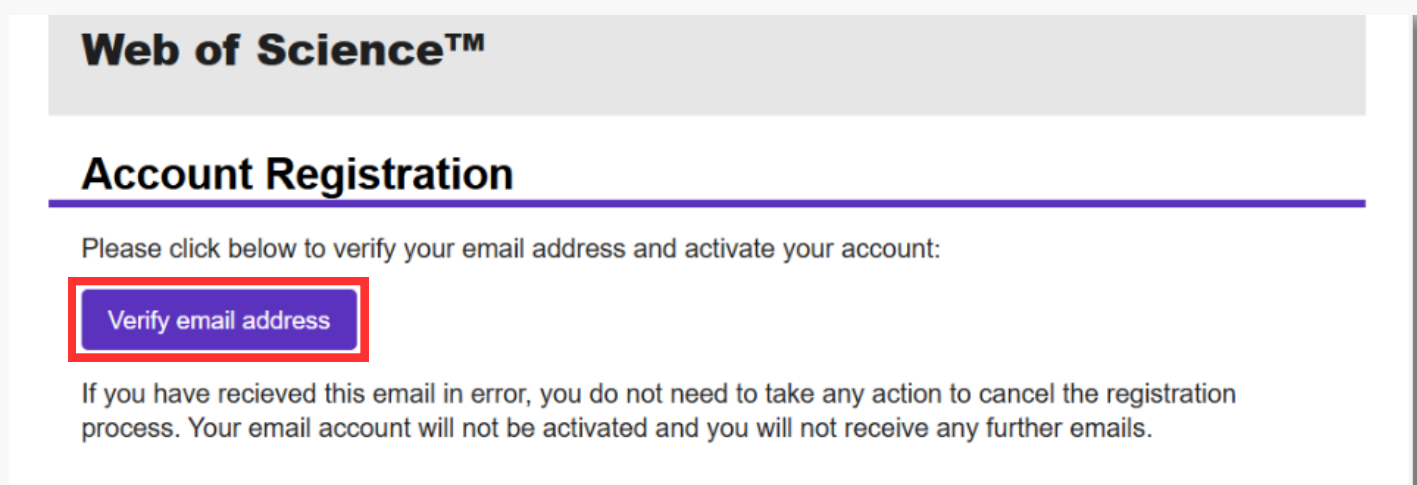 Web of Science™
Account Registration
Please click below to verify your email address and activate your account:
Verify email address
If you have recieved this email in error, you do not need to take any action to cancel the registration
process. Your email account will not be activated and you will not receive any further emails.